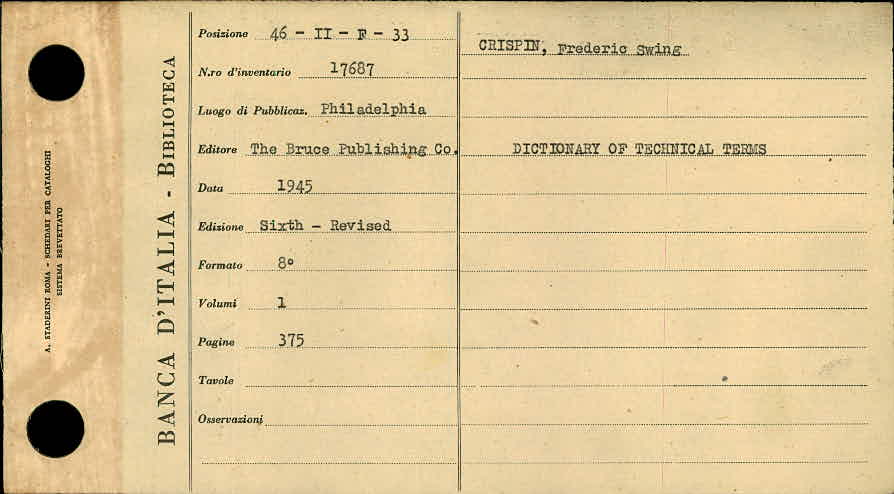 A. STADERINI ROMA - SCHEDARI PER CATALOGHI
SISTEMA BREVETTATO
BANCA D'ITALIA - BIBLIOTECA
Posizione 46 - II - F - 33
N.ro d'inventario 17687
Luogo di Pubblicaz. Philadelphia
Editore The Bruce Publishing Co.
Data 1945
Edizione Sixth - Revised
Formato 8º
Volumi 1
Pagine 375
Tavole
Osservazioni
CRISPIN, Frederic Swing
DICTIONARY OF TECHNICAL TERMS